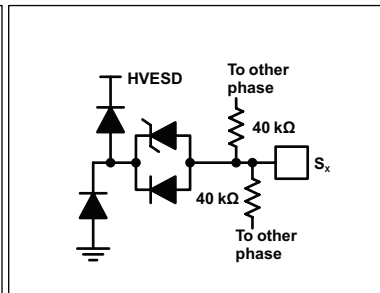 HVESD
To other
phase
40 kΩ
Sₓ
40 kΩ
To other
phase